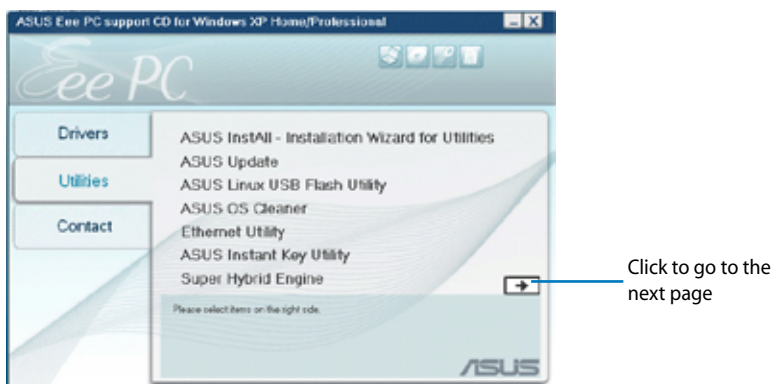 ASUS Eee PC support CD for Windows XP Home/Professional
Eee PC
Drivers
Utilities
Contact
ASUS InstAll - Installation Wizard for Utilities
ASUS Update
ASUS Linux USB Flash Utility
ASUS OS Cleaner
Ethernet Utility
ASUS Instant Key Utility
Super Hybrid Engine
Please select items on the right side.
ASUS
Click to go to the
next page